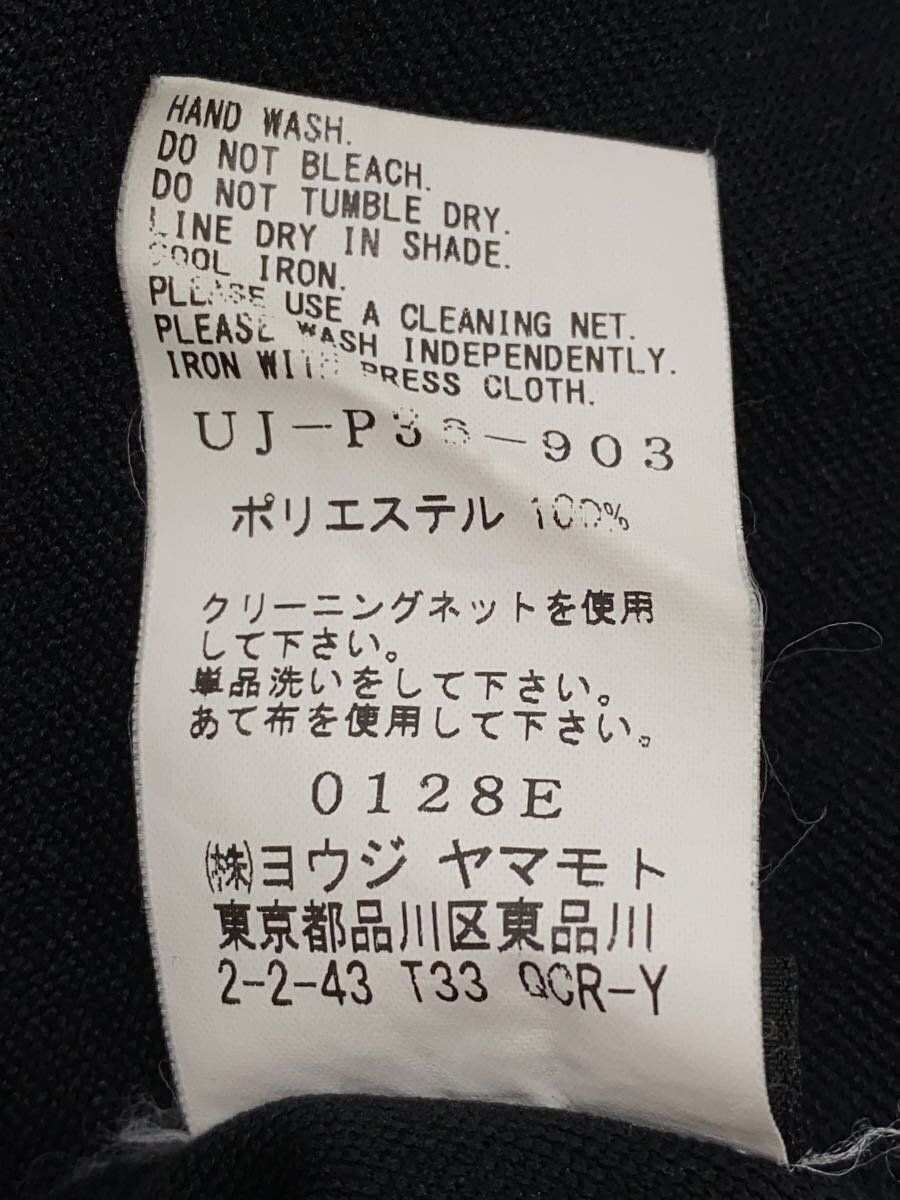 HAND WASH.
DO NOT BLEACH.
DO NOT TUMBLE DRY.
LINE DRY IN SHADE.
COOL IRON.
PLEASE USE A CLEANING NET.
PLEASE WASH INDEPENDENTLY.
IRON WITH PRESS CLOTH.
UJ-P36-903
ポリエステル 100%
クリーニングネットを使用
して下さい。
単品洗いをして下さい。
あて布を使用して下さい。
0128E
㈱ヨウジ ヤマモト
東京都品川区東品川
2-2-43 T33 QCR-Y